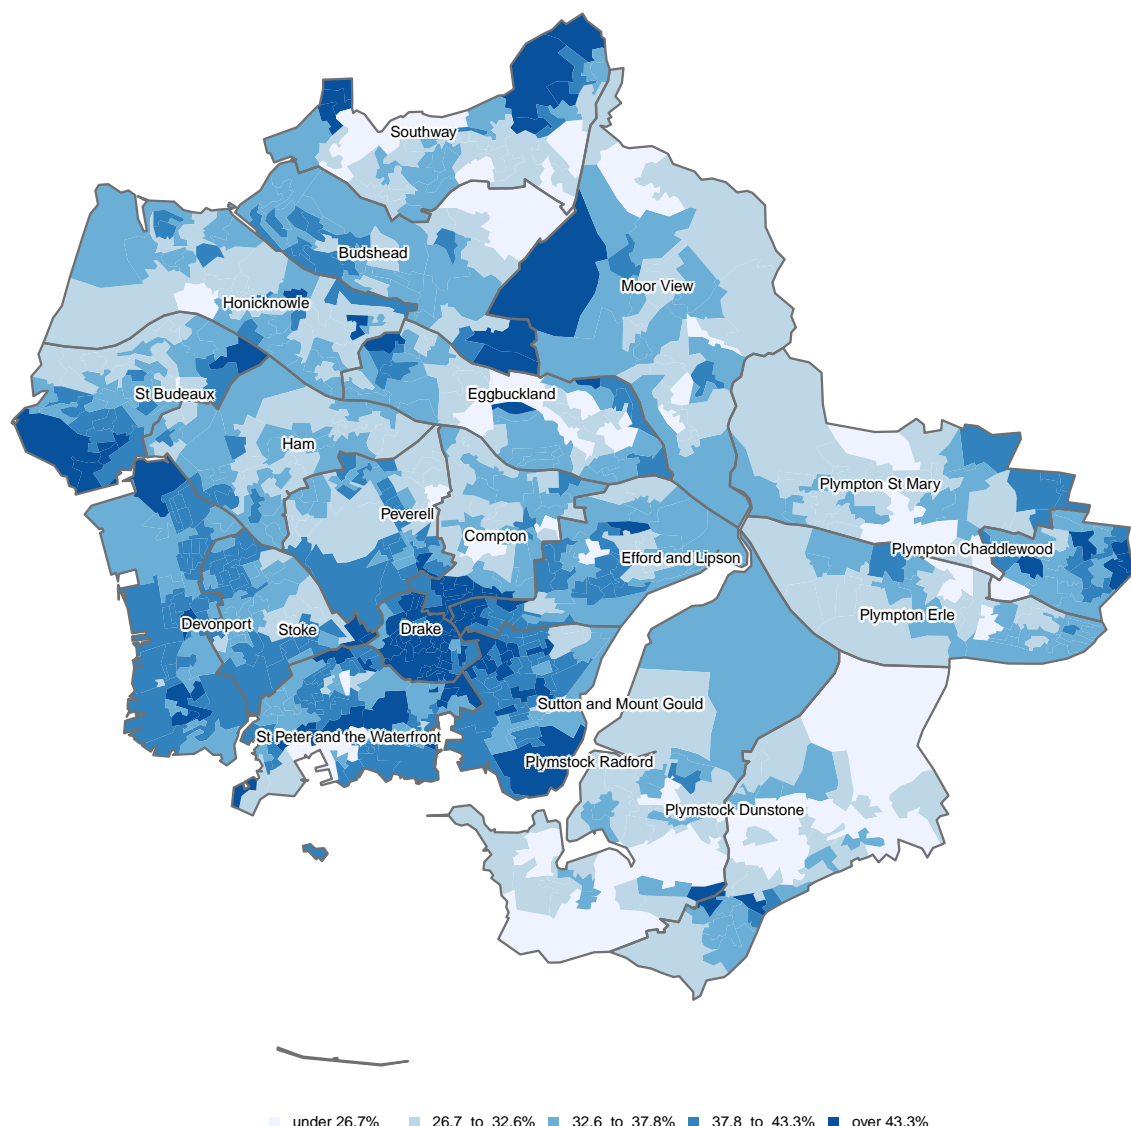 Southway
Budshead
Moor View
Honicknowle
St Budeaux
Eggbuckland
Ham
Plympton St Mary
Peverell
Compton
Efford and Lipson
Plympton Chaddlewood
Plympton Erle
Devonport
Stoke
Drake
Sutton and Mount Gould
St Peter and the Waterfront
Plymstock Radford
Plymstock Dunstone
under 26.7% 26.7 to 32.6% 32.6 to 37.8% 37.8 to 43.3% over 43.3%